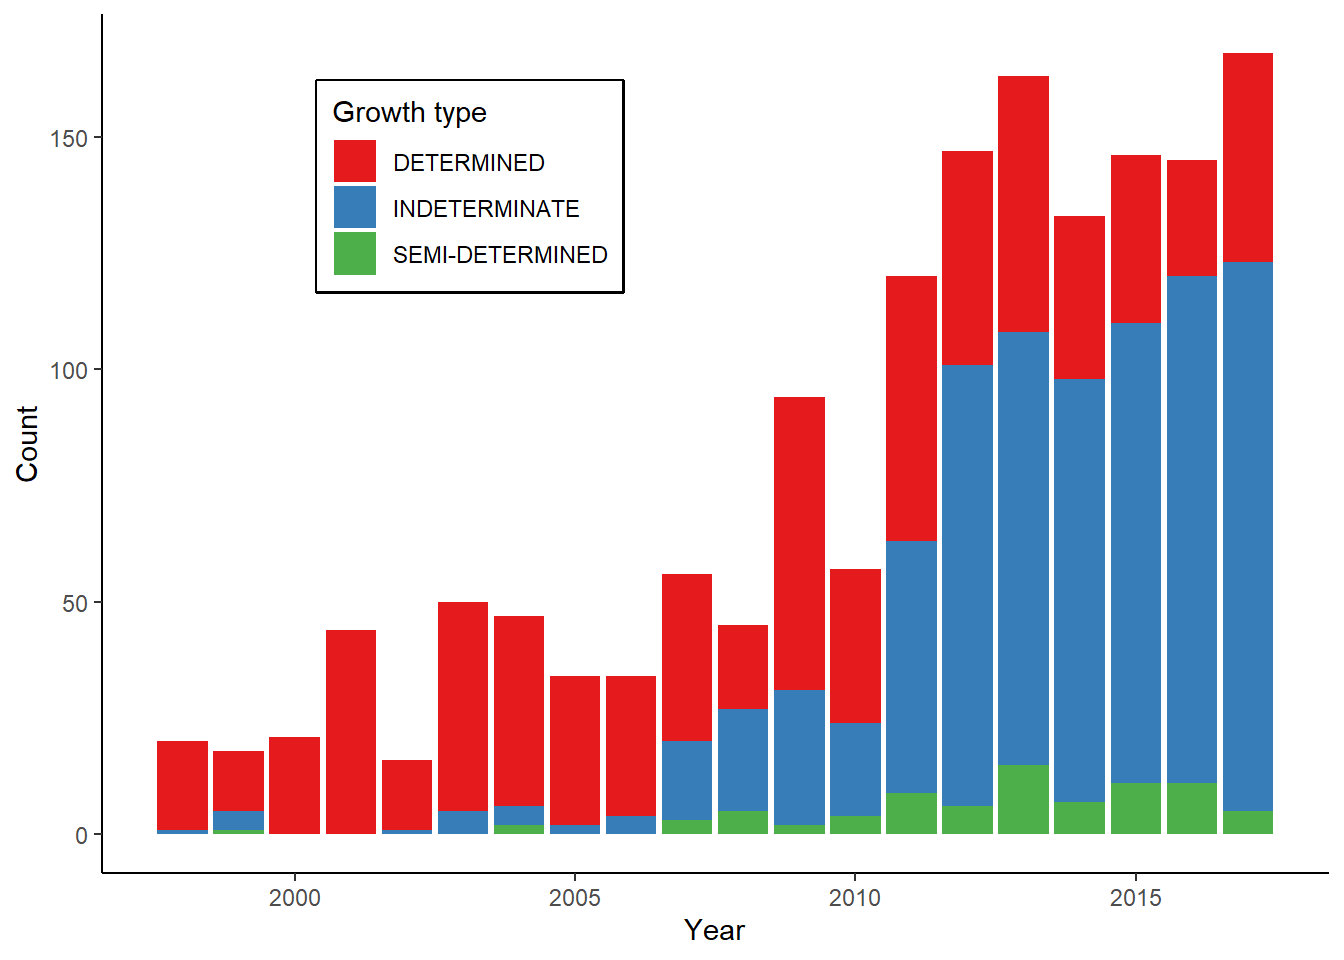 Growth type
DETERMINED
INDETERMINATE
SEMI-DETERMINED
150
100
50
0
Count
2000 2005 2010 2015
Year